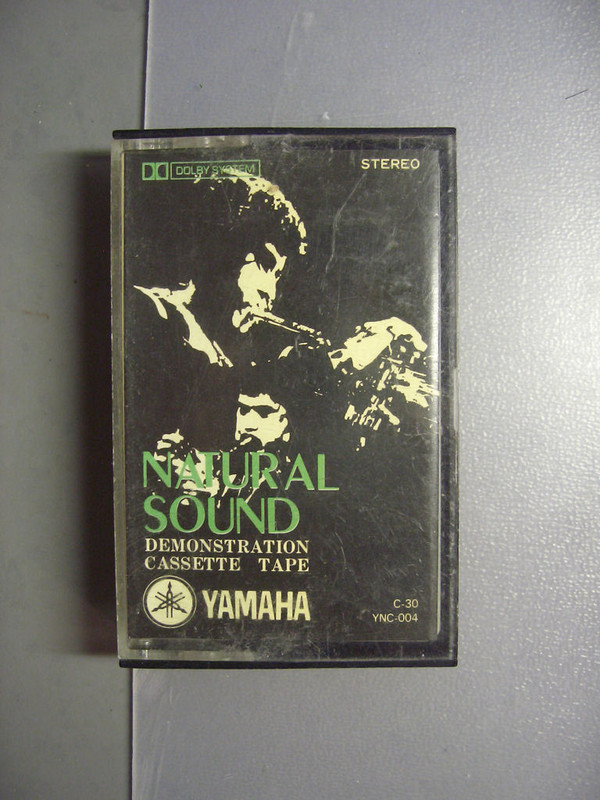 DOLBY SYSTEM
STEREO
NATURAL
SOUND
DEMONSTRATION
CASSETTE TAPE
YAMAHA
C-30
YNC-004